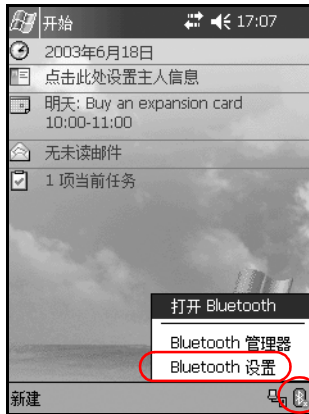 开始 17:07
2003年6月18日
点击此处设置主人信息
明天: Buy an expansion card
10:00-11:00
无未读邮件
1 项当前任务
打开 Bluetooth
Bluetooth 管理器
Bluetooth 设置
新建